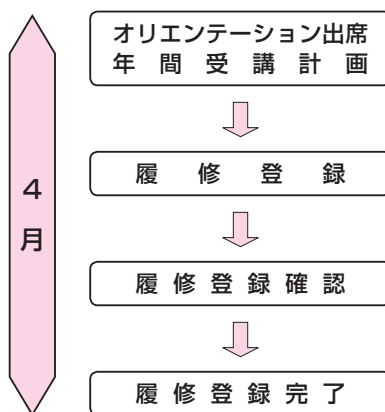 4
月
オリエンテーション出席
年間受講計画
履修登録
履修登録確認
履修登録完了